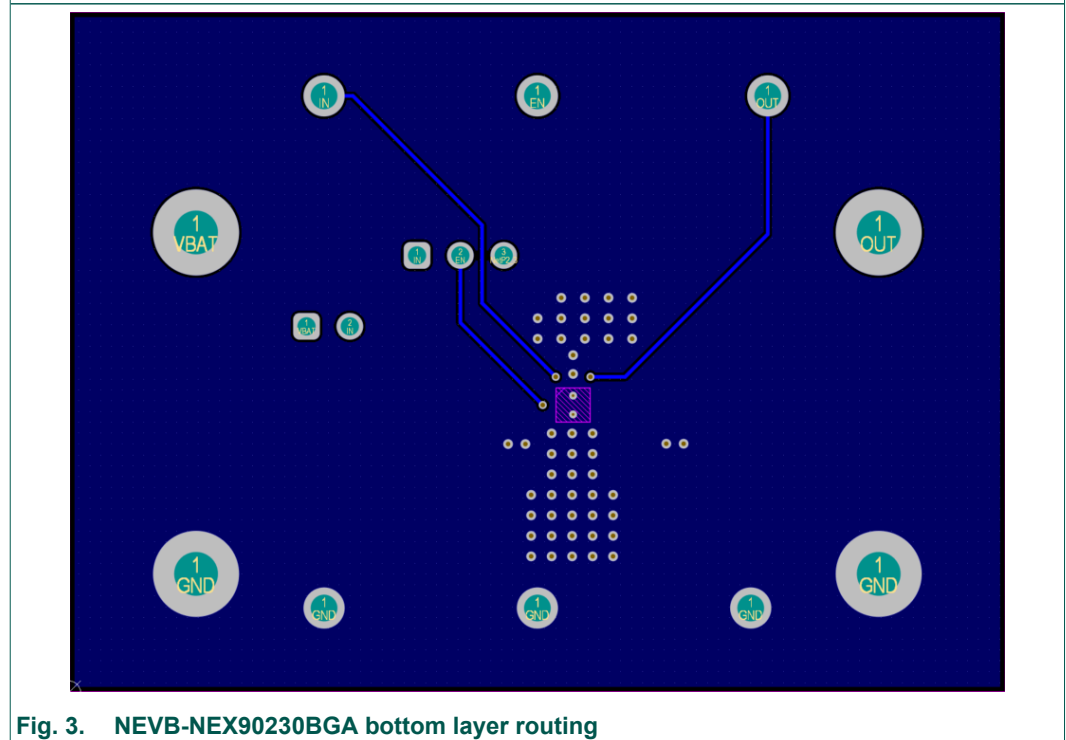 1
IN
1
EN
1
OUT
1
VBAT
1
OUT
1
IN
2
EN
3
1
VBAT
2
IN
1
GND
1
GND
1
GND
1
GND
1
GND
Fig. 3. NEVB-NEX90230BGA bottom layer routing